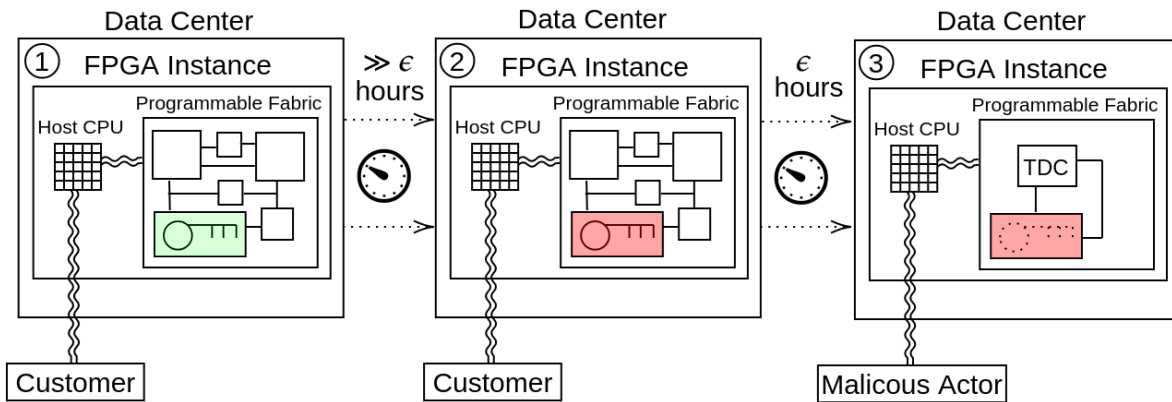 Data Center
1
FPGA Instance
Programmable Fabric
Host CPU
Customer
≫ ϵ
hours
Data Center
2
FPGA Instance
Programmable Fabric
Host CPU
Customer
ϵ
hours
Data Center
3
FPGA Instance
Programmable Fabric
Host CPU
TDC
Malicous Actor